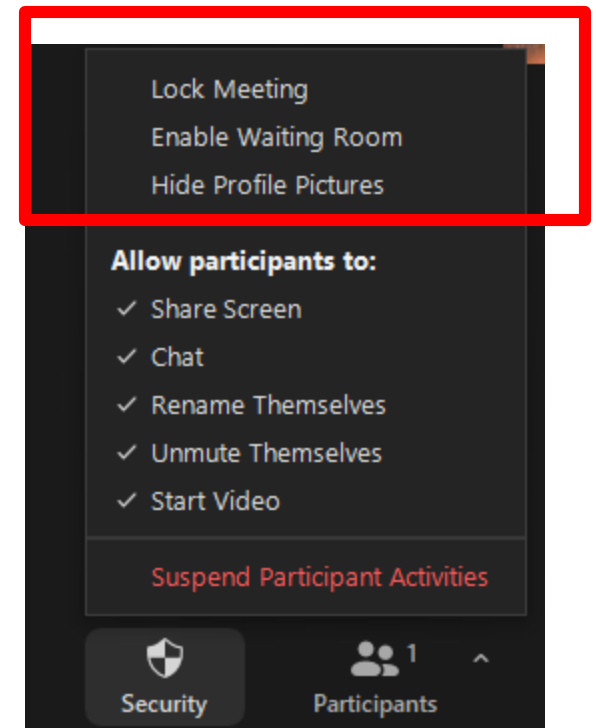 Lock Meeting
Enable Waiting Room
Hide Profile Pictures
Allow participants to:
Share Screen
Chat
Rename Themselves
Unmute Themselves
Start Video
Suspend Participant Activities
1
Security
Participants